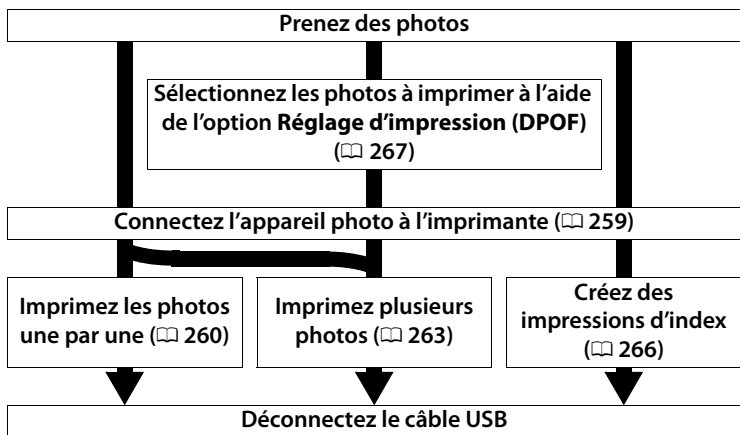 Prenez des photos
Sélectionnez les photos à imprimer à l'aide
de l'option Réglage d'impression (DPOF)
(📖 267)
Connectez l'appareil photo à l'imprimante (📖 259)
Imprimez les photos
une par une (📖 260)
Imprimez plusieurs
photos (📖 263)
Créez des
impressions d'index
(📖 266)
Déconnectez le câble USB